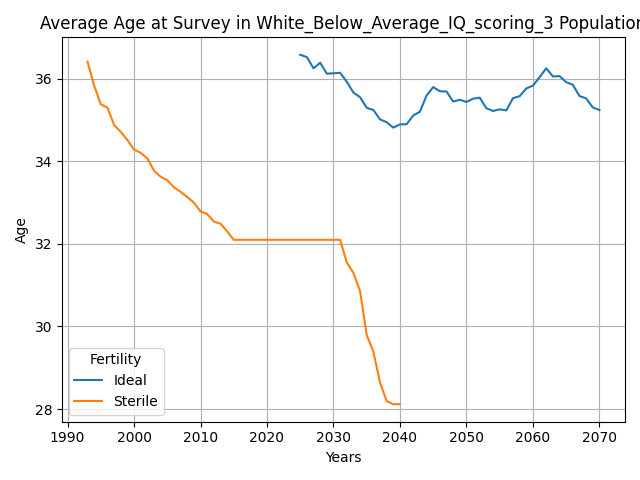 Average Age at Survey in White_Below_Average_IQ_scoring_3 Population
Age
36
34
32
30
28
Fertility
Ideal
Sterile
1990 2000 2010 2020 2030 2040 2050 2060 2070
Years